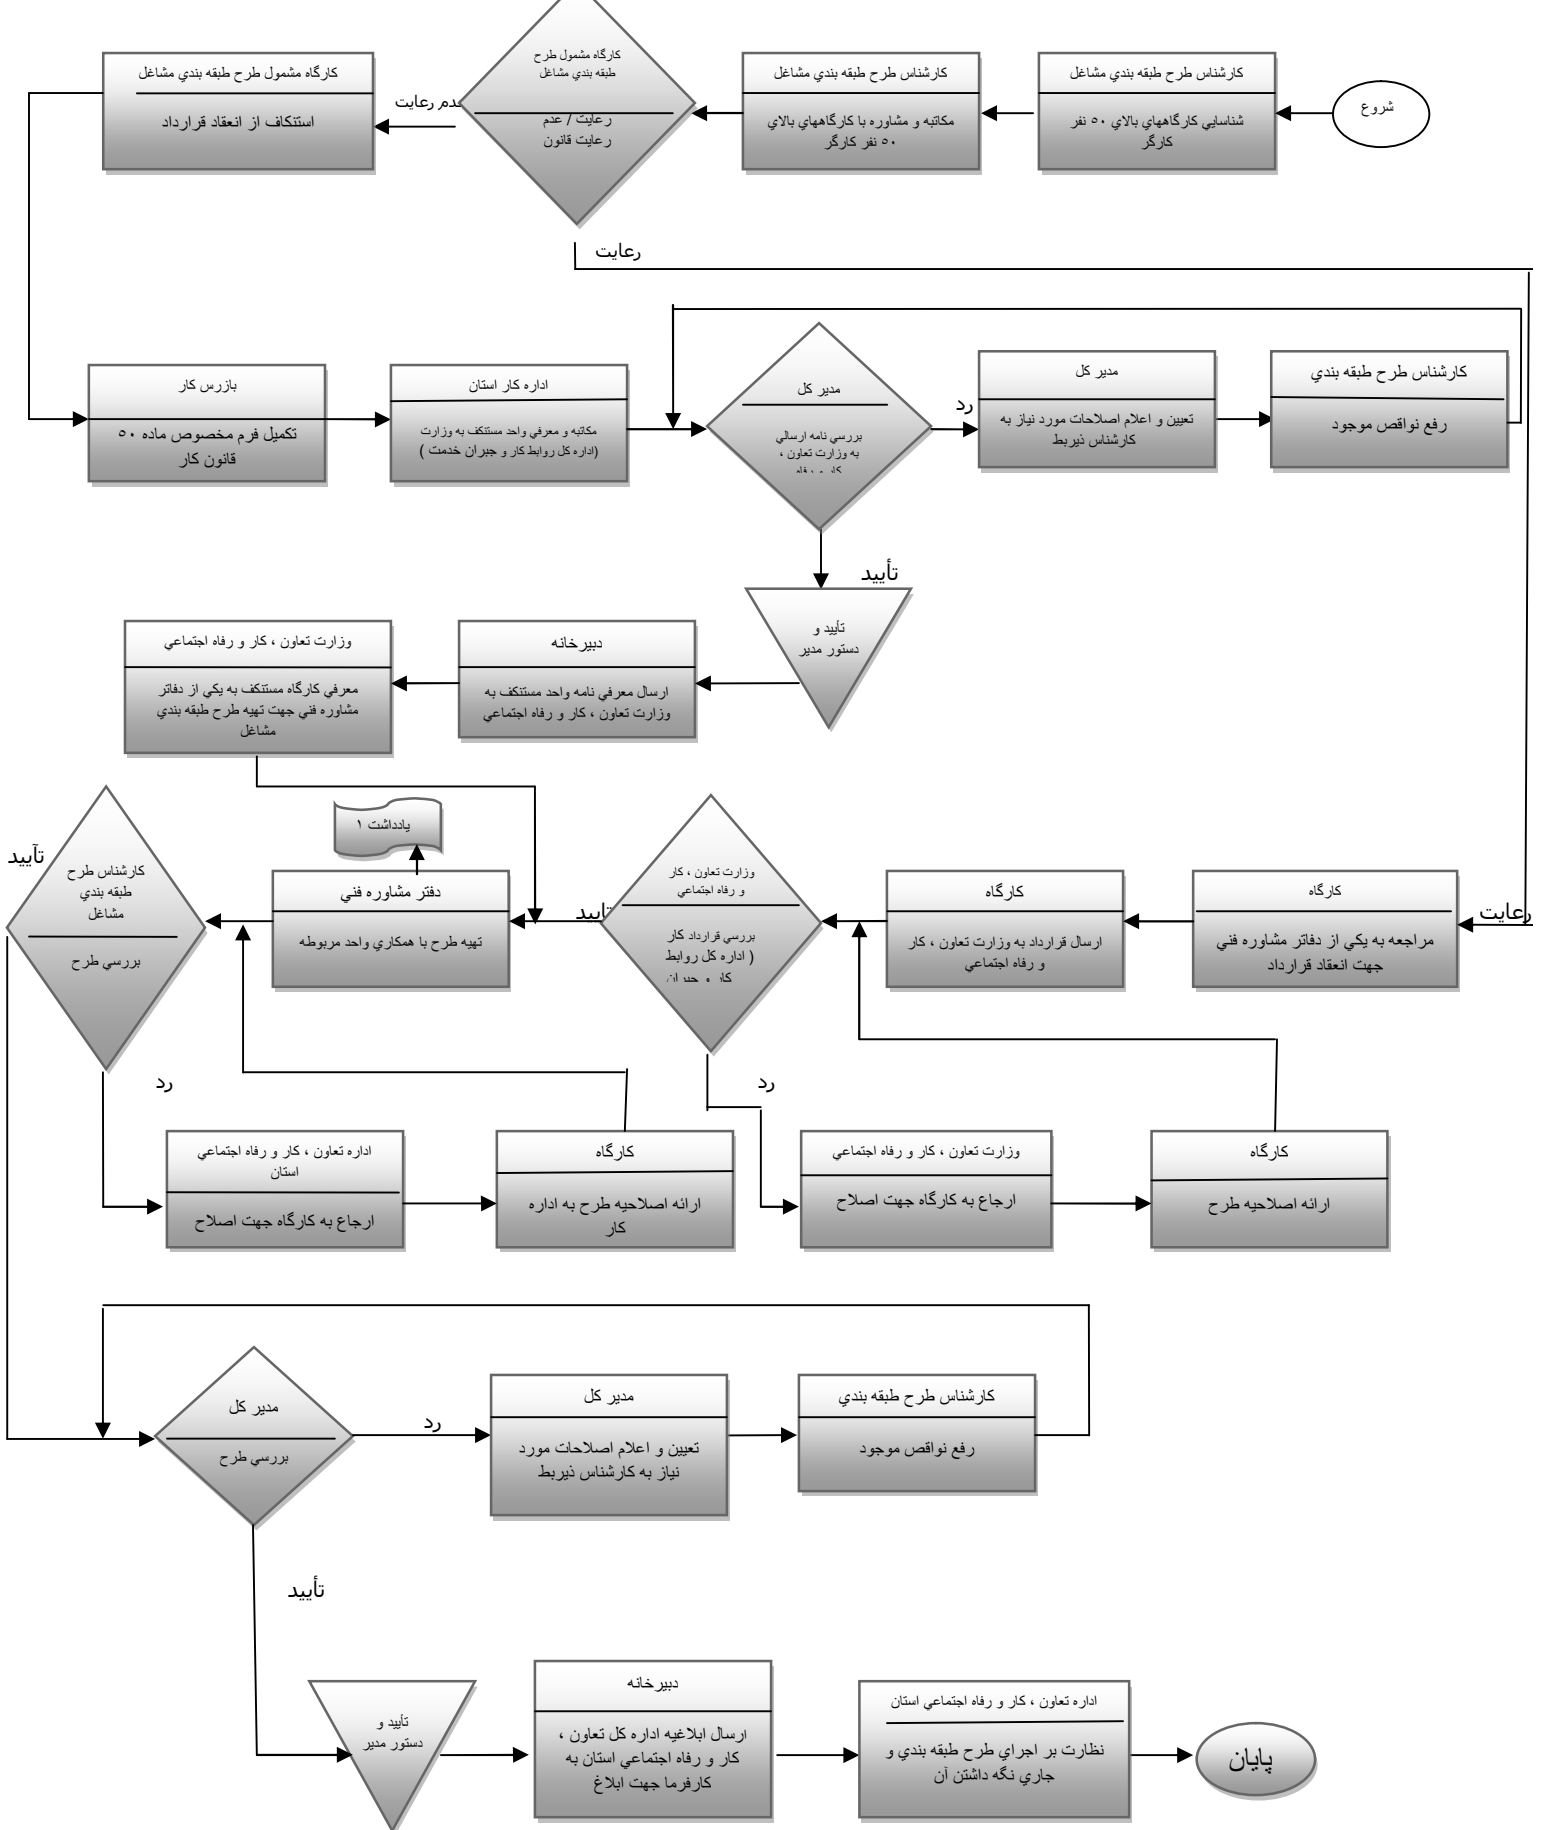 شروع
کارشناس طرح طبقه بندي مشاغل
شناسايي کارگاههاي بالاي ۵۰ نفر
کارگر
کارشناس طرح طبقه بندي مشاغل
مکاتبه و مشاوره با کارگاههاي بالاي
۵۰ نفر کارگر
کارگاه مشمول طرح
طبقه بندي مشاغل
رعايت / عدم
رعايت قانون
عدم رعايت
کارگاه مشمول طرح طبقه بندي مشاغل
استنکاف از انعقاد قرارداد
رعايت
بازرس کار
تکميل فرم مخصوص ماده ۵۰
قانون کار
اداره کار استان
مکاتبه و معرفي واحد مستنکف به وزارت
(اداره کل روابط کار و جبران خدمت )
مدير کل
بررسي نامه ارسالي
به وزارت تعاون ،
کار و رفاه
رد
مدير کل
تعيين و اعلام اصلاحات مورد نياز به
کارشناس ذيربط
کارشناس طرح طبقه بندي
رفع نواقص موجود
تأييد
تأييد و
دستور مدير
دبيرخانه
ارسال معرفي نامه واحد مستنکف به
وزارت تعاون ، کار و رفاه اجتماعي
وزارت تعاون ، کار و رفاه اجتماعي
معرفي کارگاه مستنکف به يکي از دفاتر
مشاوره فني جهت تهيه طرح طبقه بندي
مشاغل
رعايت
کارگاه
مراجعه به يکي از دفاتر مشاوره فني
جهت انعقاد قرارداد
کارگاه
ارسال قرارداد به وزارت تعاون ، کار
و رفاه اجتماعي
وزارت تعاون ، کار
و رفاه اجتماعي
بررسي قرارداد کار
( اداره کل روابط
کار و جبران
تاييد
يادداشت ۱
دفتر مشاوره فني
تهيه طرح با همکاري واحد مربوطه
کارشناس طرح
طبقه بندي
مشاغل
بررسي طرح
تآييد
رد
رد
اداره تعاون ، کار و رفاه اجتماعي
استان
ارجاع به کارگاه جهت اصلاح
کارگاه
ارائه اصلاحيه طرح به اداره
کار
وزارت تعاون ، کار و رفاه اجتماعي
ارجاع به کارگاه جهت اصلاح
کارگاه
ارائه اصلاحيه طرح
مدير کل
بررسي طرح
رد
مدير کل
تعيين و اعلام اصلاحات مورد
نياز به کارشناس ذيربط
کارشناس طرح طبقه بندي
رفع نواقص موجود
تأييد
تأييد و
دستور مدير
دبيرخانه
ارسال ابلاغيه اداره کل تعاون ،
کار و رفاه اجتماعي استان به
کارفرما جهت ابلاغ
اداره تعاون ، کار و رفاه اجتماعي استان
نظارت بر اجراي طرح طبقه بندي و
جاري نگه داشتن آن
پايان